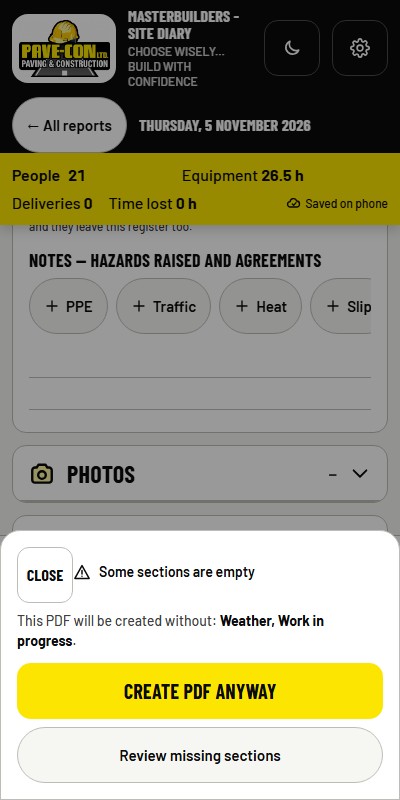 PAVE-CON LTD.
PAVING & CONSTRUCTION
MASTERBUILDERS -
SITE DIARY
CHOOSE WISELY...
BUILD WITH
CONFIDENCE
← All reports
THURSDAY, 5 NOVEMBER 2026
People 21
Equipment 26.5 h
Deliveries 0
Time lost 0 h
Saved on phone
and they leave this register too.
NOTES — HAZARDS RAISED AND AGREEMENTS
+ PPE
+ Traffic
+ Heat
+ Slip
PHOTOS
–
CLOSE
Some sections are empty
This PDF will be created without: Weather, Work in
progress.
CREATE PDF ANYWAY
Review missing sections